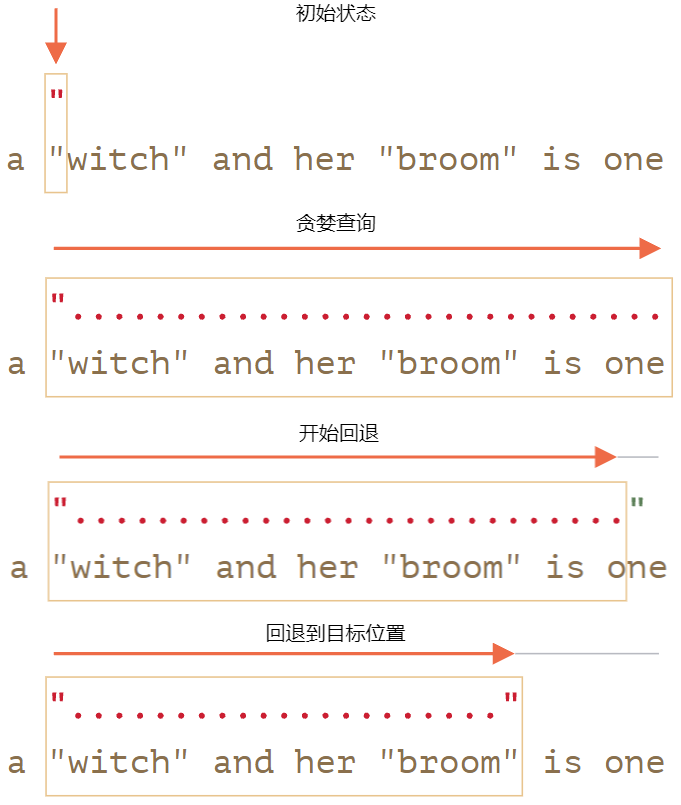 初始状态
"
a "witch" and her "broom" is one
贪婪查询
".............................
a "witch" and her "broom" is one
开始回退
"..........................."
a "witch" and her "broom" is one
回退到目标位置
"....................."
a "witch" and her "broom" is one